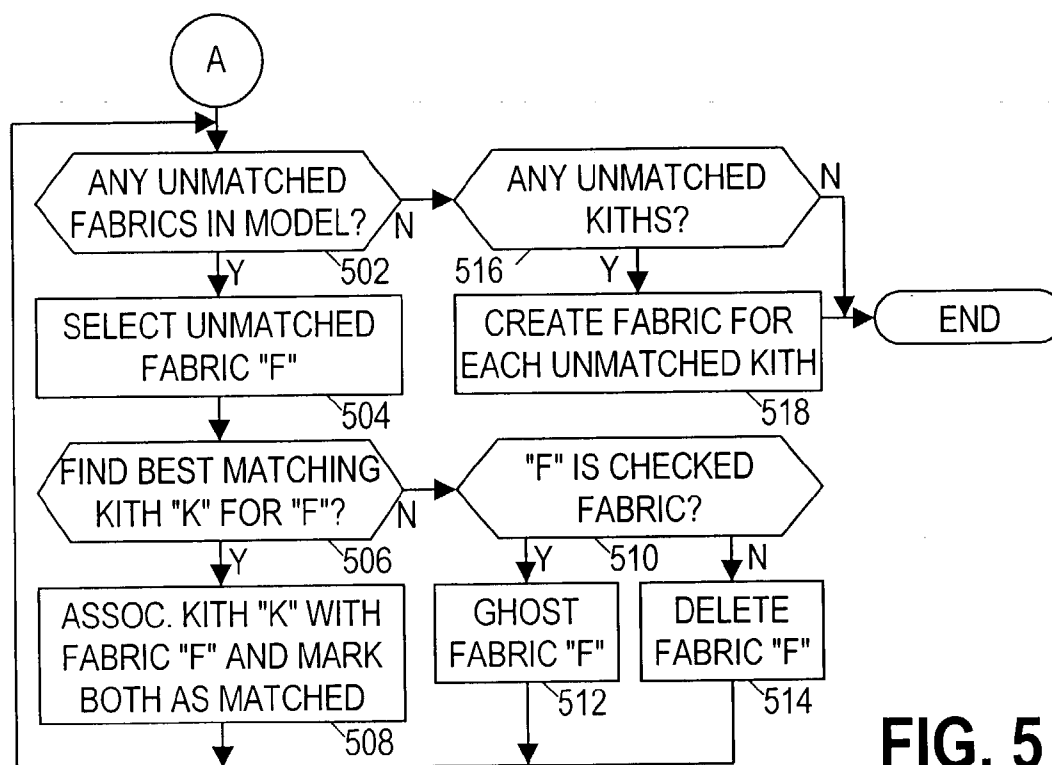 A
ANY UNMATCHED
FABRICS IN MODEL?
N
502
Y
ANY UNMATCHED
KITHS?
N
516
Y
SELECT UNMATCHED
FABRIC "F"
504
CREATE FABRIC FOR
EACH UNMATCHED KITH
518
END
FIND BEST MATCHING
KITH "K" FOR "F"?
N
506
Y
"F" IS CHECKED
FABRIC?
510
Y
N
ASSOC. KITH "K" WITH
FABRIC "F" AND MARK
BOTH AS MATCHED
508
GHOST
FABRIC "F"
512
DELETE
FABRIC "F"
514
FIG. 5